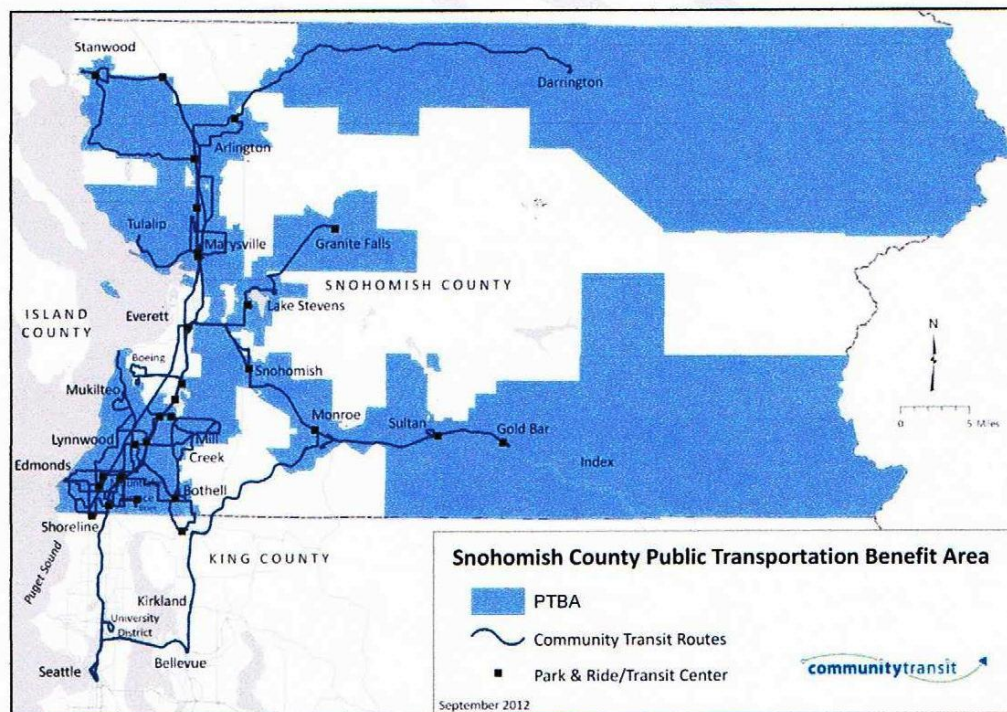 Stanwood
Darrington
Arlington
Tulalip
Marysville
Granite Falls
SNOHOMISH COUNTY
ISLAND
COUNTY
Lake Stevens
Everett
Boeing
Snohomish
Mukilteo
Monroe
Sultan
Gold Bar
Lynnwood
Mill
Creek
Edmonds
Index
Bothell
Shoreline
Puget Sound
KING COUNTY
Kirkland
University
District
Bellevue
Seattle
N
0 5 Miles
Snohomish County Public Transportation Benefit Area
PTBA
Community Transit Routes
Park & Ride/Transit Center
communitytransit
September 2012